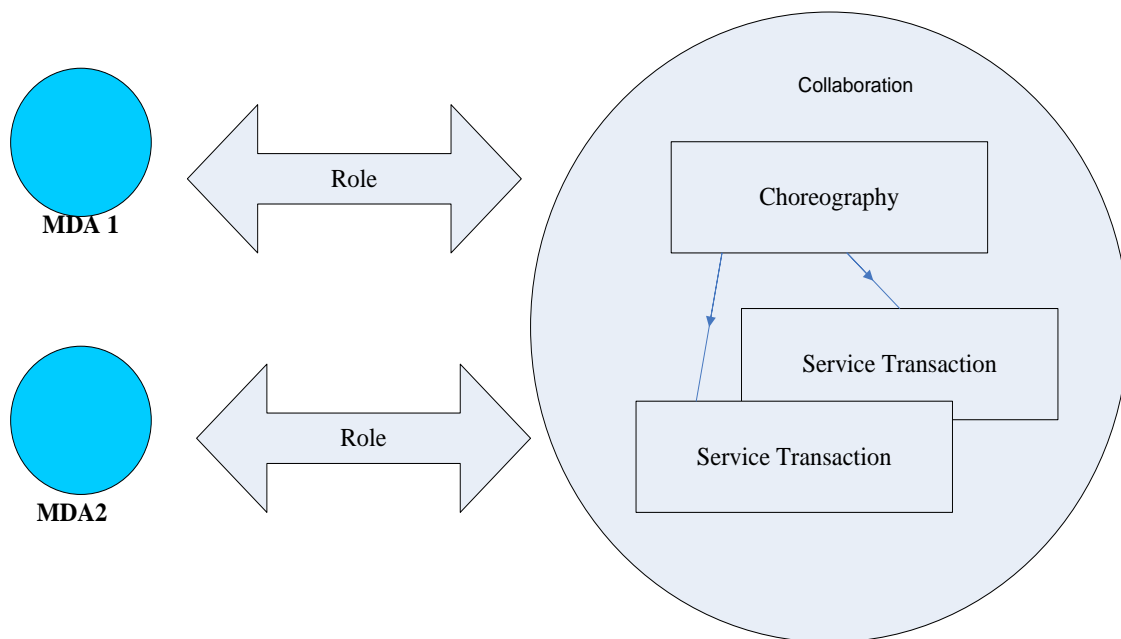 Collaboration
MDA 1
Role
Choreography
Service Transaction
MDA2
Role
Service Transaction